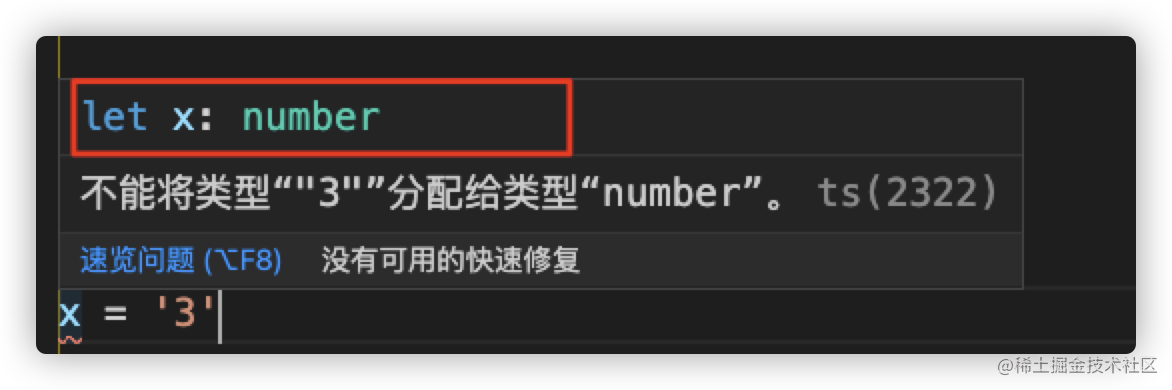 let x: number
不能将类型“"3"”分配给类型“number”。 ts(2322)
速览问题 (⌥F8) 没有可用的快速修复
x = '3'
@稀土掘金技术社区